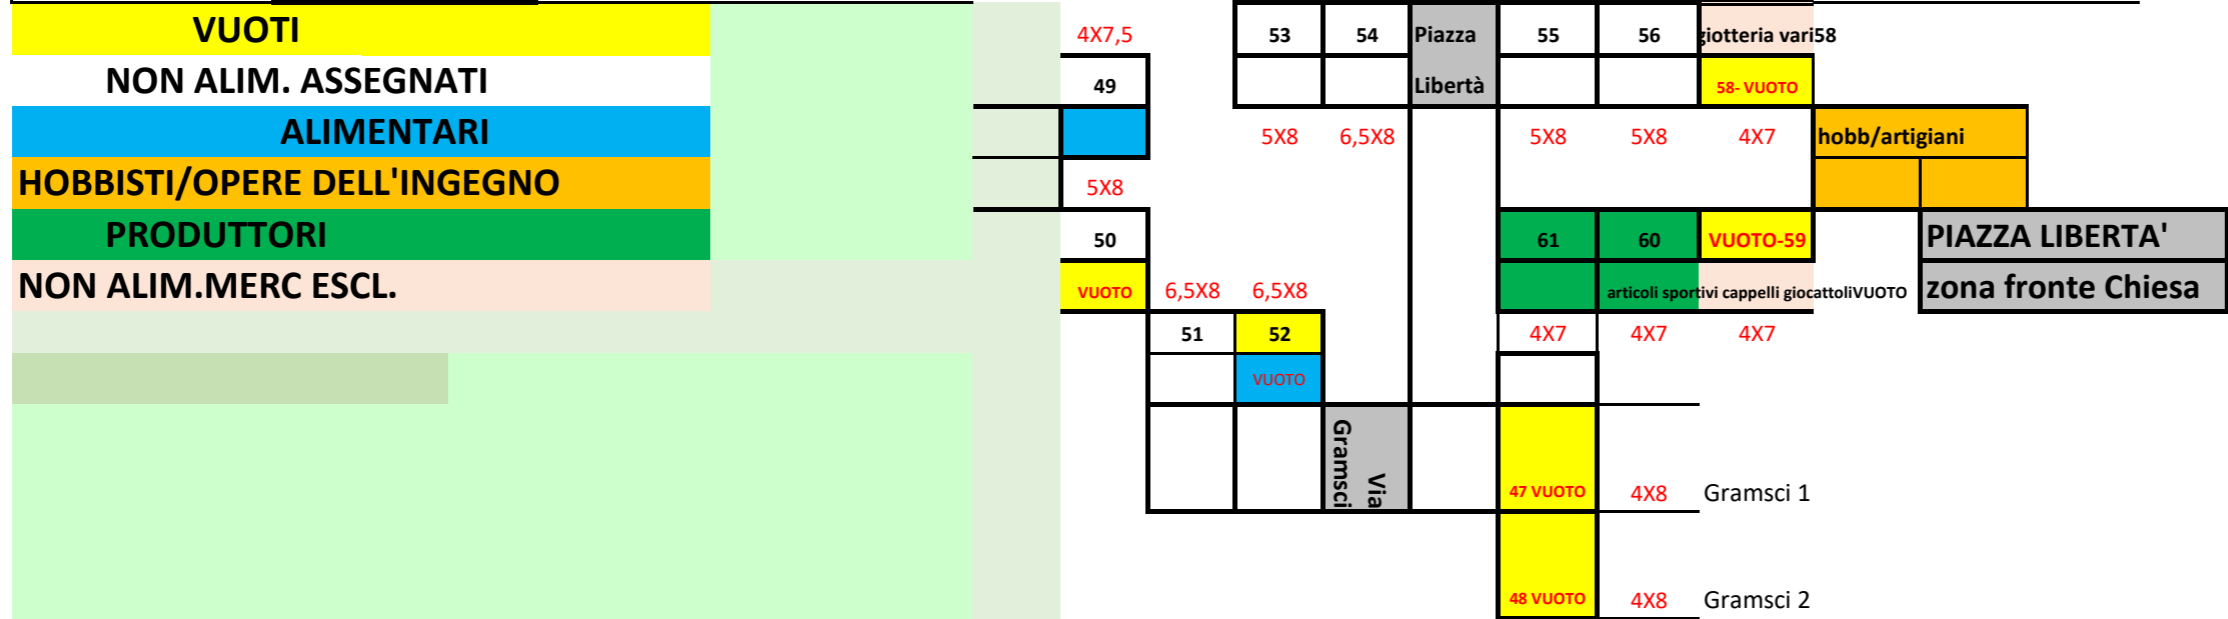 VUOTI 4X7,5 53 54 Piazza 55 56 giotteria vari58
NON ALIM. ASSEGNATI 49 Libertà 58- VUOTO
ALIMENTARI 5X8 6,5X8 5X8 5X8 4X7 hobb/artigiani
HOBBISTI/OPERE DELL'INGEGNO 5X8
PRODUTTORI 50 61 60 VUOTO-59 PIAZZA LIBERTA'
NON ALIM.MERC ESCL. VUOTO 6,5X8 6,5X8 articoli sportivi cappelli giocattoliVUOTO zona fronte Chiesa
51 52 4X7 4X7 4X7
VUOTO
Via
Gramsci
47 VUOTO 4X8 Gramsci 1
48 VUOTO 4X8 Gramsci 2